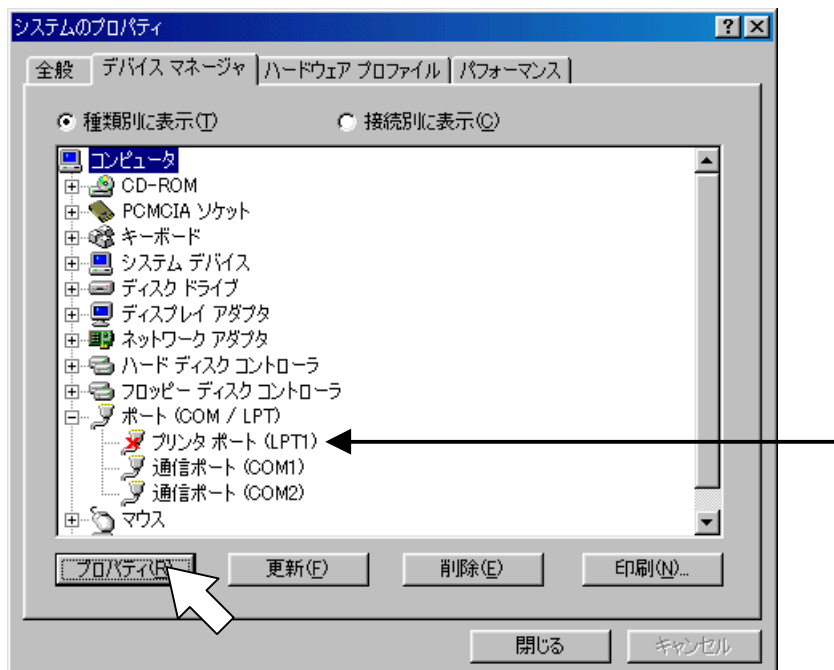 システムのプロパティ
全般 デバイス マネージャ ハードウェア プロファイル パフォーマンス
種類別に表示(T) 接続別に表示(C)
コンピュータ
CD-ROM
PCMCIA ソケット
キーボード
システム デバイス
ディスク ドライブ
ディスプレイ アダプタ
ネットワーク アダプタ
ハード ディスク コントローラ
フロッピー ディスク コントローラ
ポート (COM / LPT)
プリンタ ポート (LPT1)
通信ポート (COM1)
通信ポート (COM2)
マウス
プロパティ(R) 更新(F) 削除(E) 印刷(N)...
閉じる キャンセル